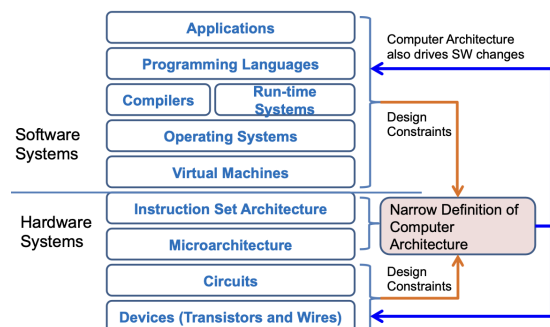 Applications
Computer Architecture
also drives SW changes
Programming Languages
Compilers
Run-time
Systems
Design
Constraints
Software
Systems
Operating Systems
Virtual Machines
Hardware
Systems
Instruction Set Architecture
Narrow Definition of
Computer
Architecture
Microarchitecture
Circuits
Design
Constraints
Devices (Transistors and Wires)